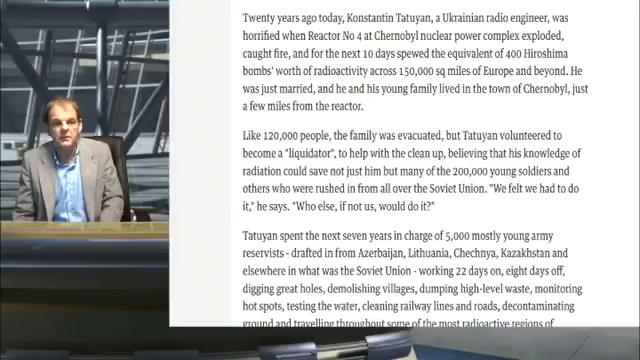 Twenty years ago today, Konstantin Tatuyan, a Ukrainian radio engineer, was
horrified when Reactor No 4 at Chernobyl nuclear power complex exploded,
caught fire, and for the next 10 days spewed the equivalent of 400 Hiroshima
bombs' worth of radioactivity across 150,000 sq miles of Europe and beyond. He
was just married, and he and his young family lived in the town of Chernobyl, just
a few miles from the reactor.
Like 120,000 people, the family was evacuated, but Tatuyan volunteered to
become a "liquidator", to help with the clean up, believing that his knowledge of
radiation could save not just him but many of the 200,000 young soldiers and
others who were rushed in from all over the Soviet Union. "We felt we had to do
it," he says. "Who else, if not us, would do it?"
Tatuyan spent the next seven years in charge of 5,000 mostly young army
reservists - drafted in from Azerbaijan, Lithuania, Chechnya, Kazakhstan and
elsewhere in what was the Soviet Union - working 22 days on, eight days off,
digging great holes, demolishing villages, dumping high-level waste, monitoring
hot spots, testing the water, cleaning railway lines and roads, decontaminating
ground and travelling throughout some of the most radioactive regions of